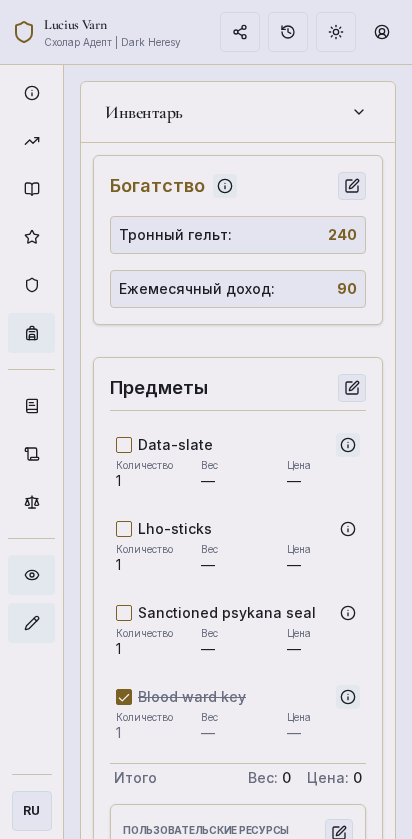 Lucius Varn
Схолар Адепт | Dark Heresy
Инвентарь
Богатство
Тронный гельт: 240
Ежемесячный доход: 90
Предметы
Data-slate
Количество Вес Цена
1 — —
Lho-sticks
Количество Вес Цена
1 — —
Sanctioned psykana seal
Количество Вес Цена
1 — —
Blood ward key
Количество Вес Цена
1 — —
Итого Вес: 0 Цена: 0
ПОЛЬЗОВАТЕЛЬСКИЕ РЕСУРСЫ
RU